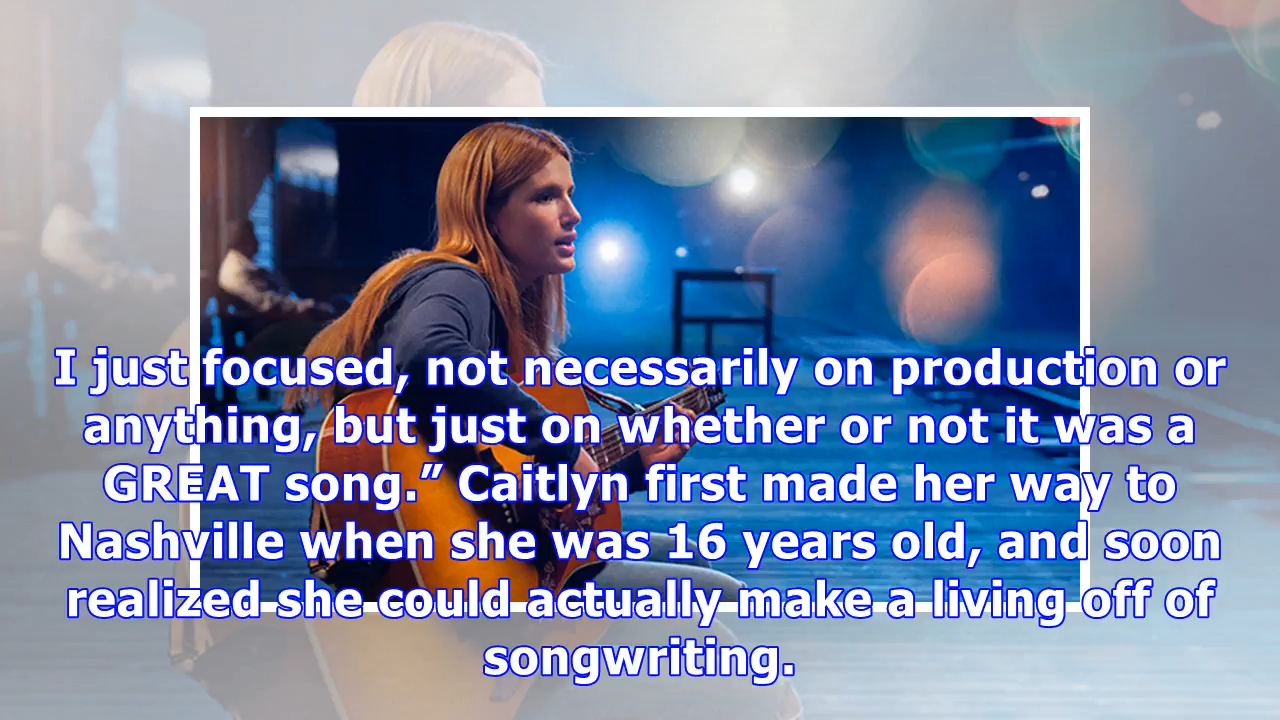 I just focused, not necessarily on production or
anything, but just on whether or not it was a
GREAT song.” Caitlyn first made her way to
Nashville when she was 16 years old, and soon
realized she could actually make a living off of
songwriting.